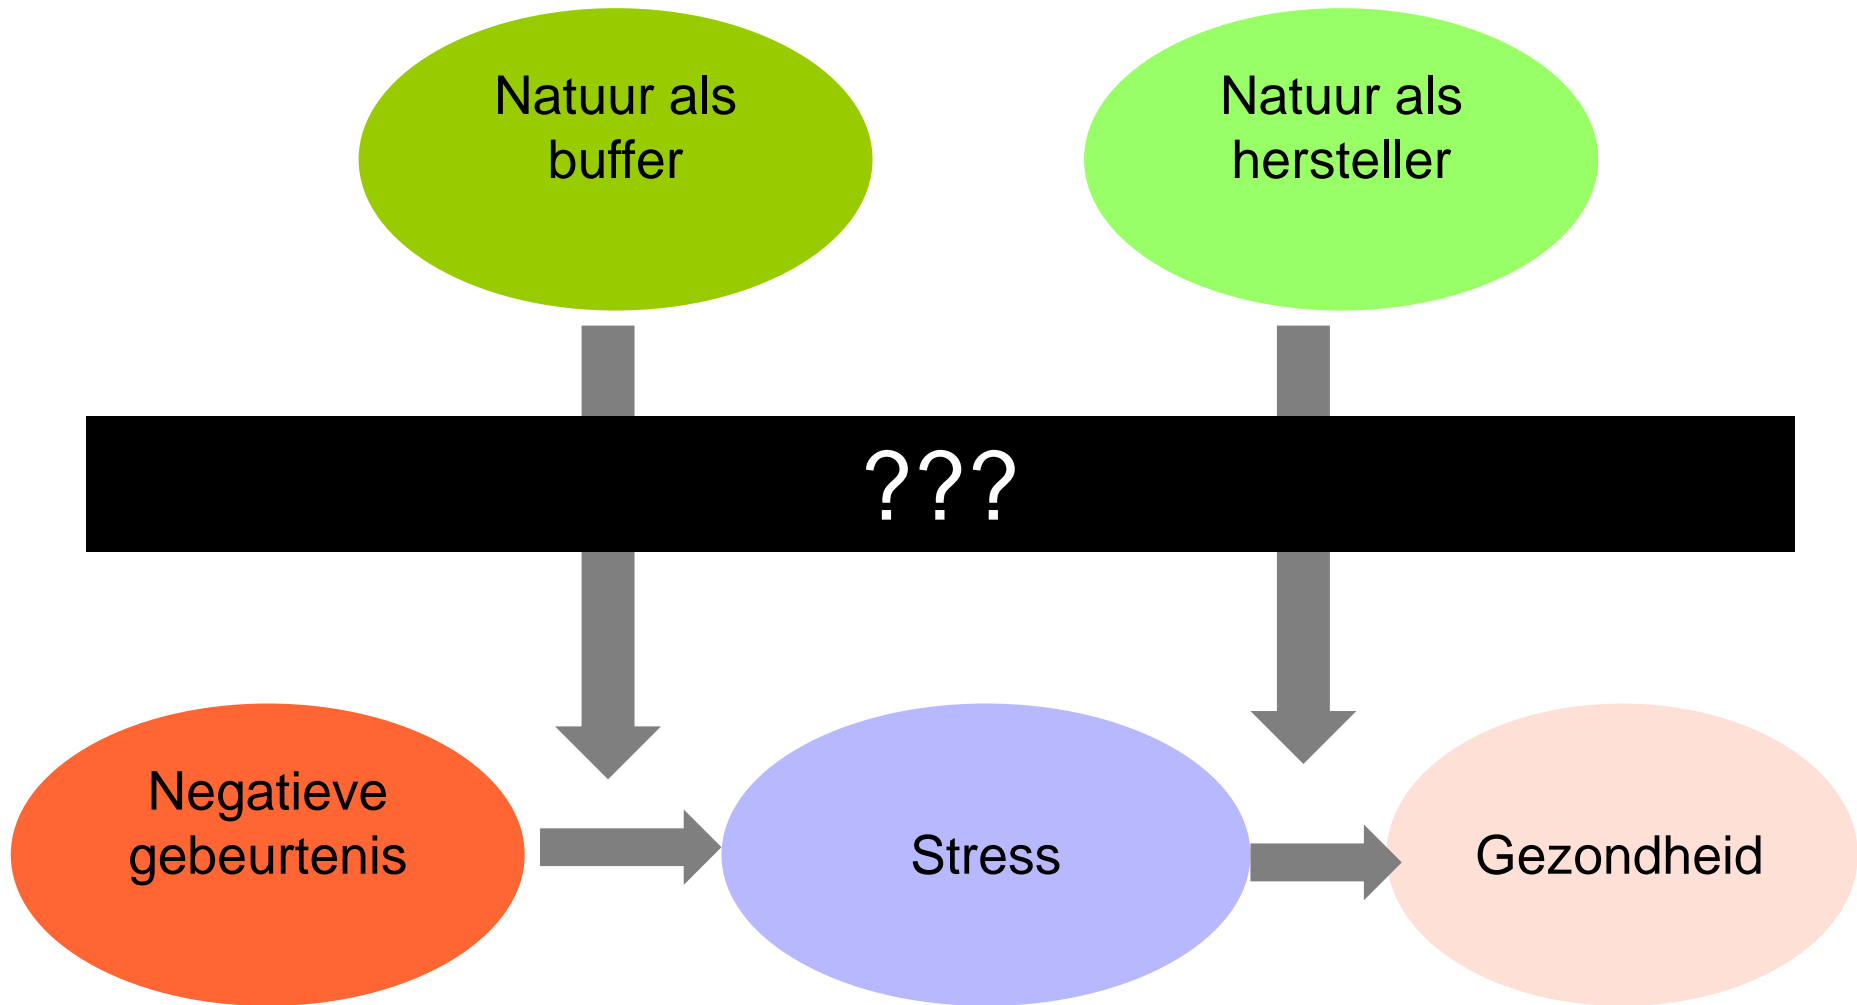 Natuur als
buffer
Natuur als
hersteller
???
Negatieve
gebeurtenis
Stress
Gezondheid